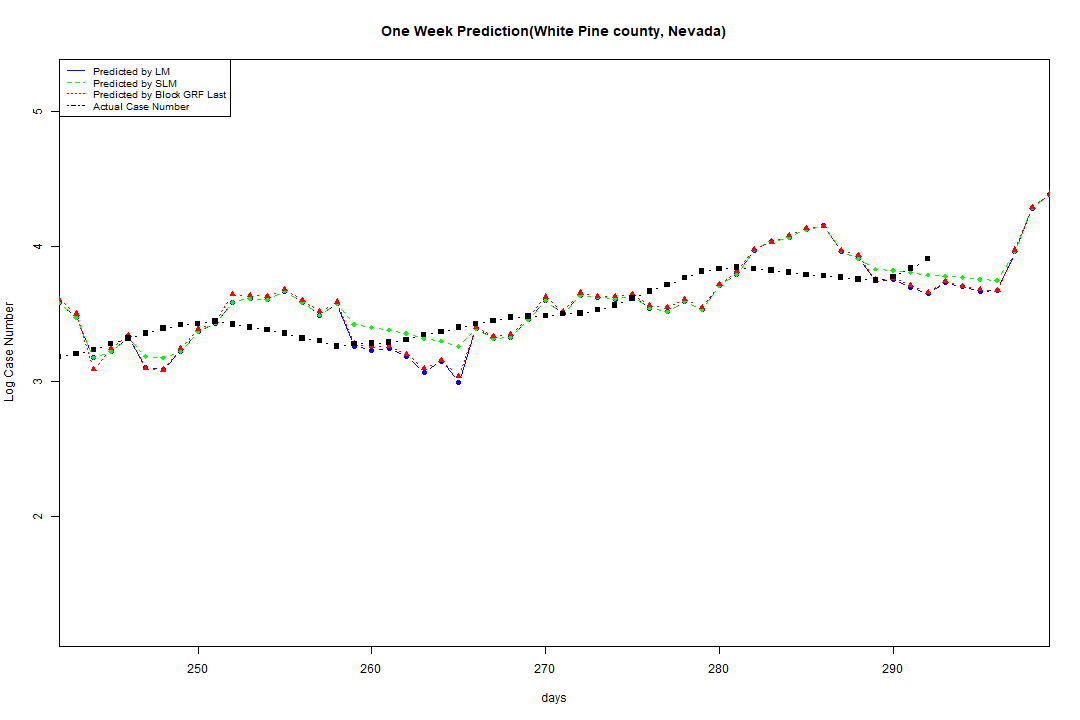 One Week Prediction(White Pine county, Nevada)
Predicted by LM
Predicted by SLM
Predicted by Block GRF Last
Actual Case Number
5
4
3
2
Log Case Number
250 260 270 280 290
days